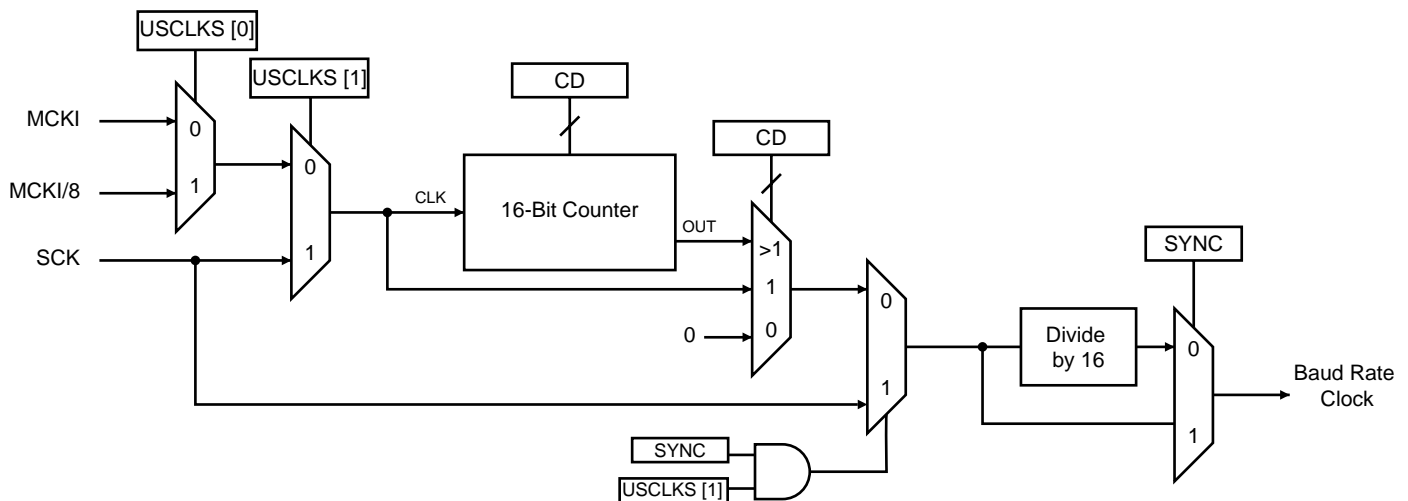 USCLKS [0]
USCLKS [1]
CD
CD
MCKI
0
0
MCKI/8
1
CLK
16-Bit Counter
OUT
SYNC
SCK
1
>1
1
0
0
0
Divide
by 16
0
1
Baud Rate
Clock
1
SYNC
USCLKS [1]